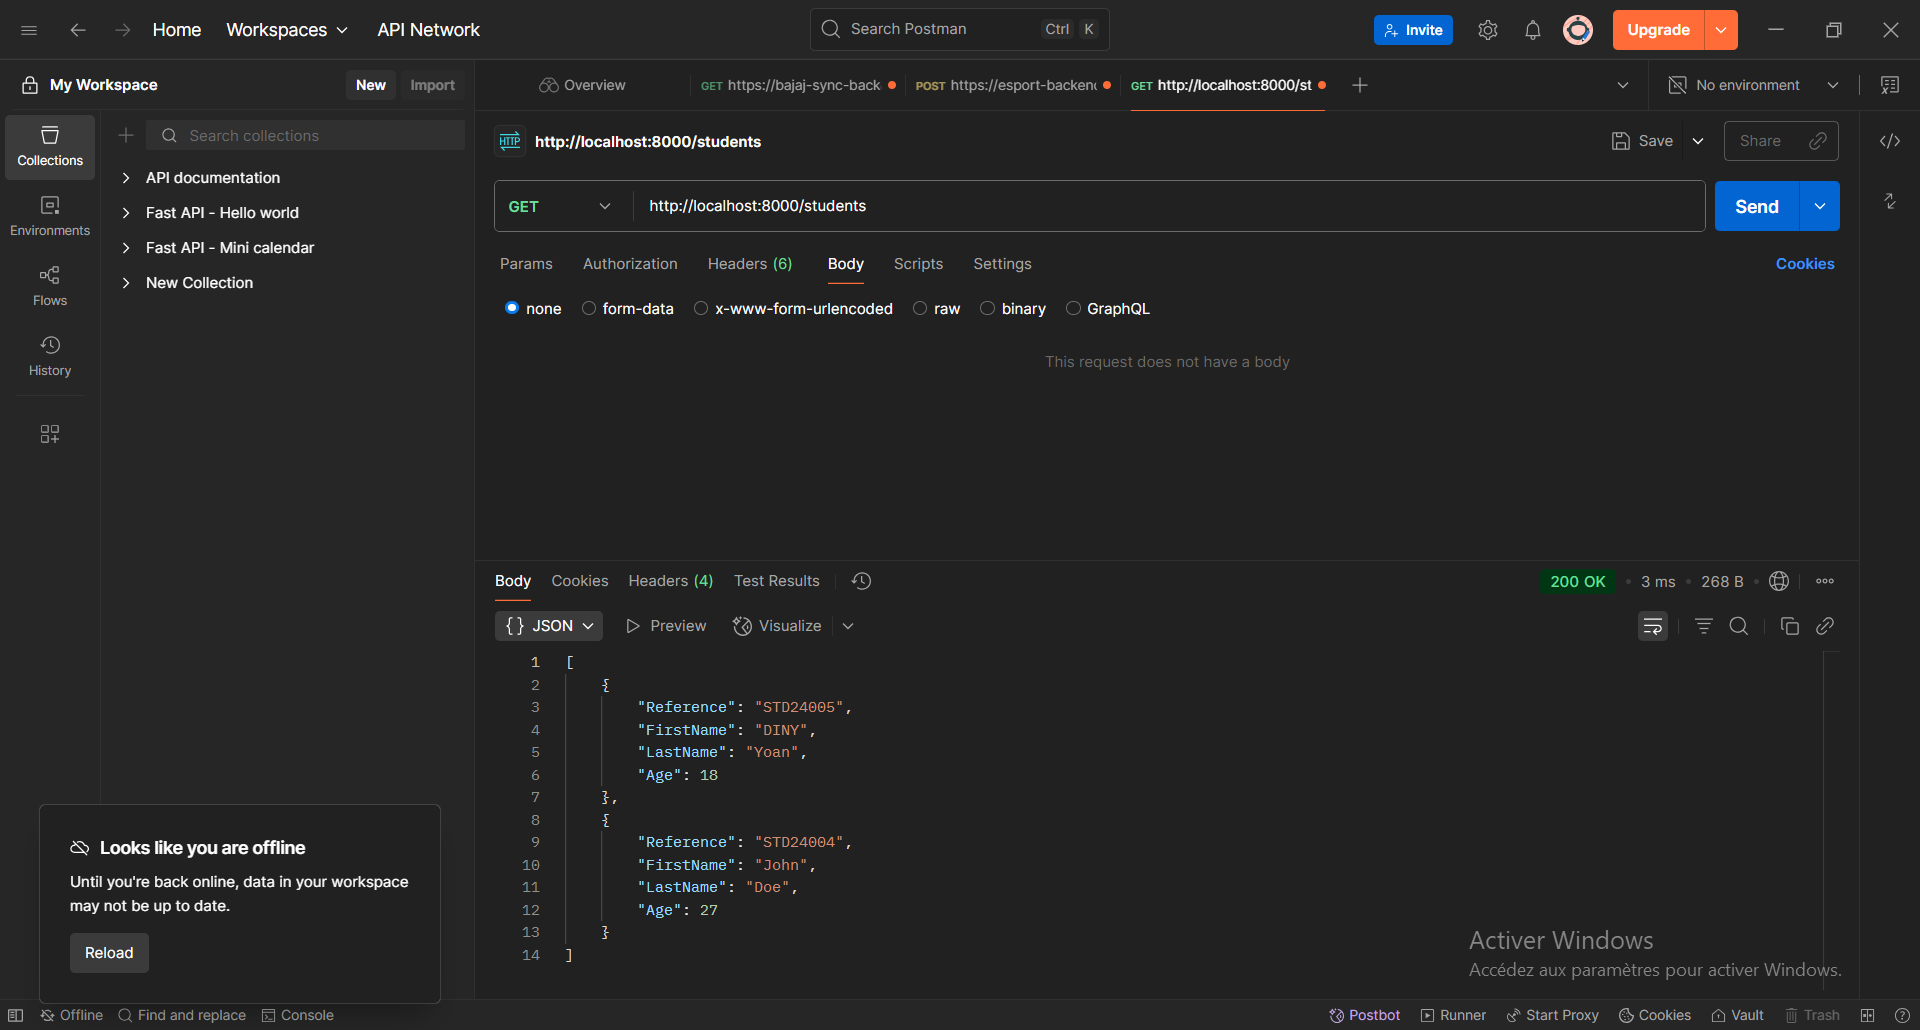 Home Workspaces API Network Search Postman Ctrl K Invite Upgrade
My Workspace New Import Overview GET https://bajaj-sync-back POST https://esport-backend GET http://localhost:8000/st No environment
Collections
Environments
Flows
History
Search collections
API documentation
Fast API - Hello world
Fast API - Mini calendar
New Collection
HTTP http://localhost:8000/students Save Share
GET http://localhost:8000/students Send
Params Authorization Headers (6) Body Scripts Settings Cookies
none form-data x-www-form-urlencoded raw binary GraphQL
This request does not have a body
Body Cookies Headers (4) Test Results 200 OK 3 ms 268 B
{} JSON Preview Visualize
1 [
2 {
3 "Reference": "STD24005",
4 "FirstName": "DINY",
5 "LastName": "Yoan",
6 "Age": 18
7 },
8 {
9 "Reference": "STD24004",
10 "FirstName": "John",
11 "LastName": "Doe",
12 "Age": 27
13 }
14 ]
Looks like you are offline
Until you're back online, data in your workspace
may not be up to date.
Reload
Activer Windows
Accédez aux paramètres pour activer Windows.
Offline Find and replace Console Postbot Runner Start Proxy Cookies Vault Trash